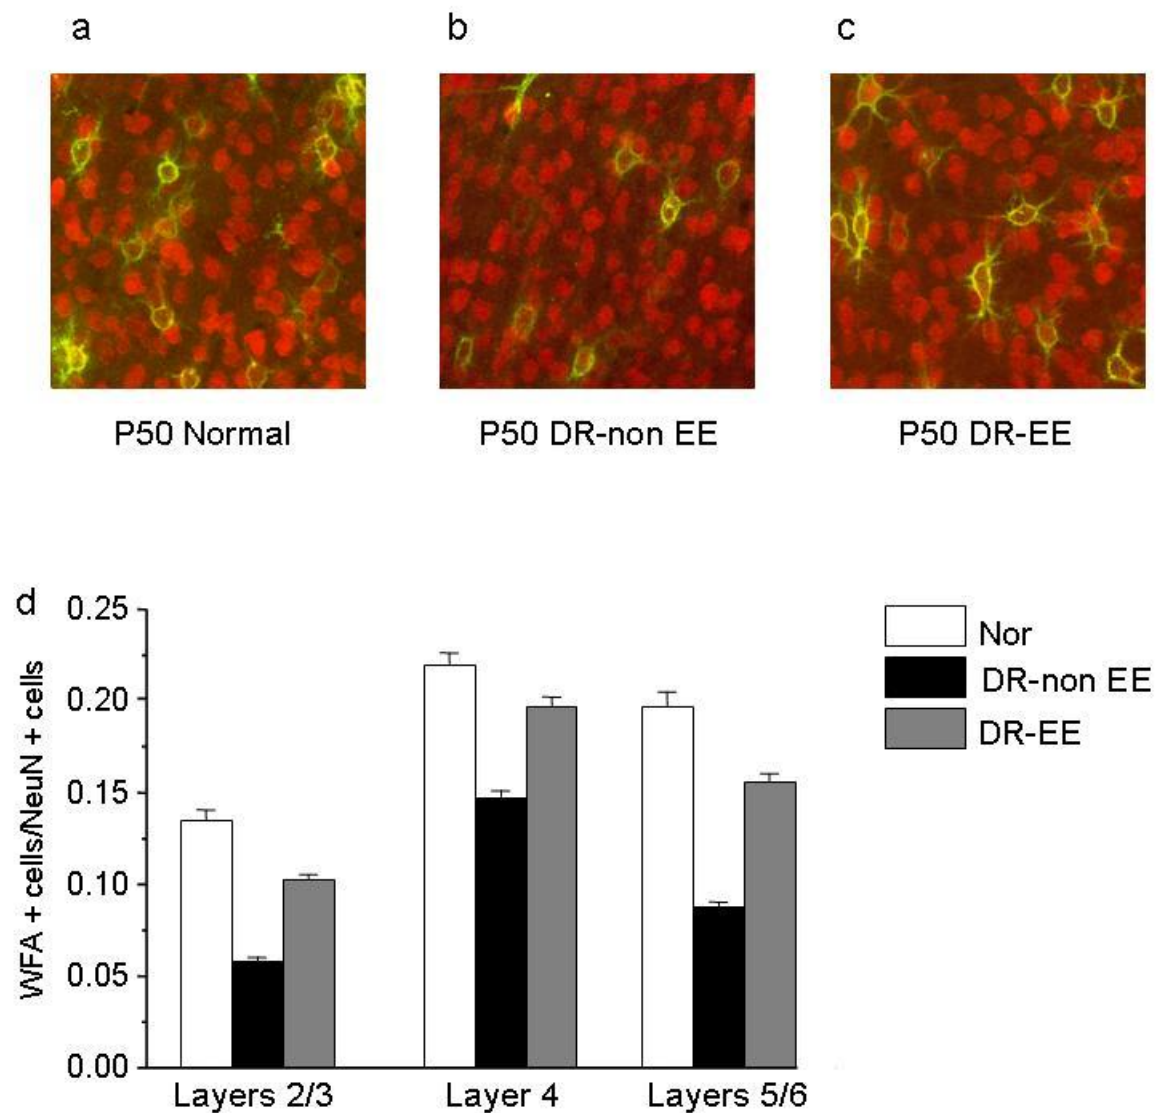 a
b
c
P50 Normal
P50 DR-non EE
P50 DR-EE
d
0.25
0.20
0.15
0.10
0.05
0.00
WFA + cells/NeuN + cells
Layers 2/3
Layer 4
Layers 5/6
Nor
DR-non EE
DR-EE